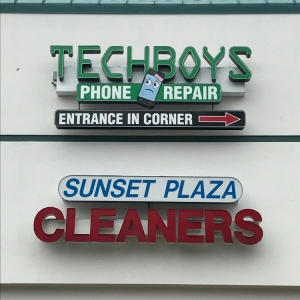 TECHBOYS
PHONE REPAIR
ENTRANCE IN CORNER
SUNSET PLAZA
CLEANERS